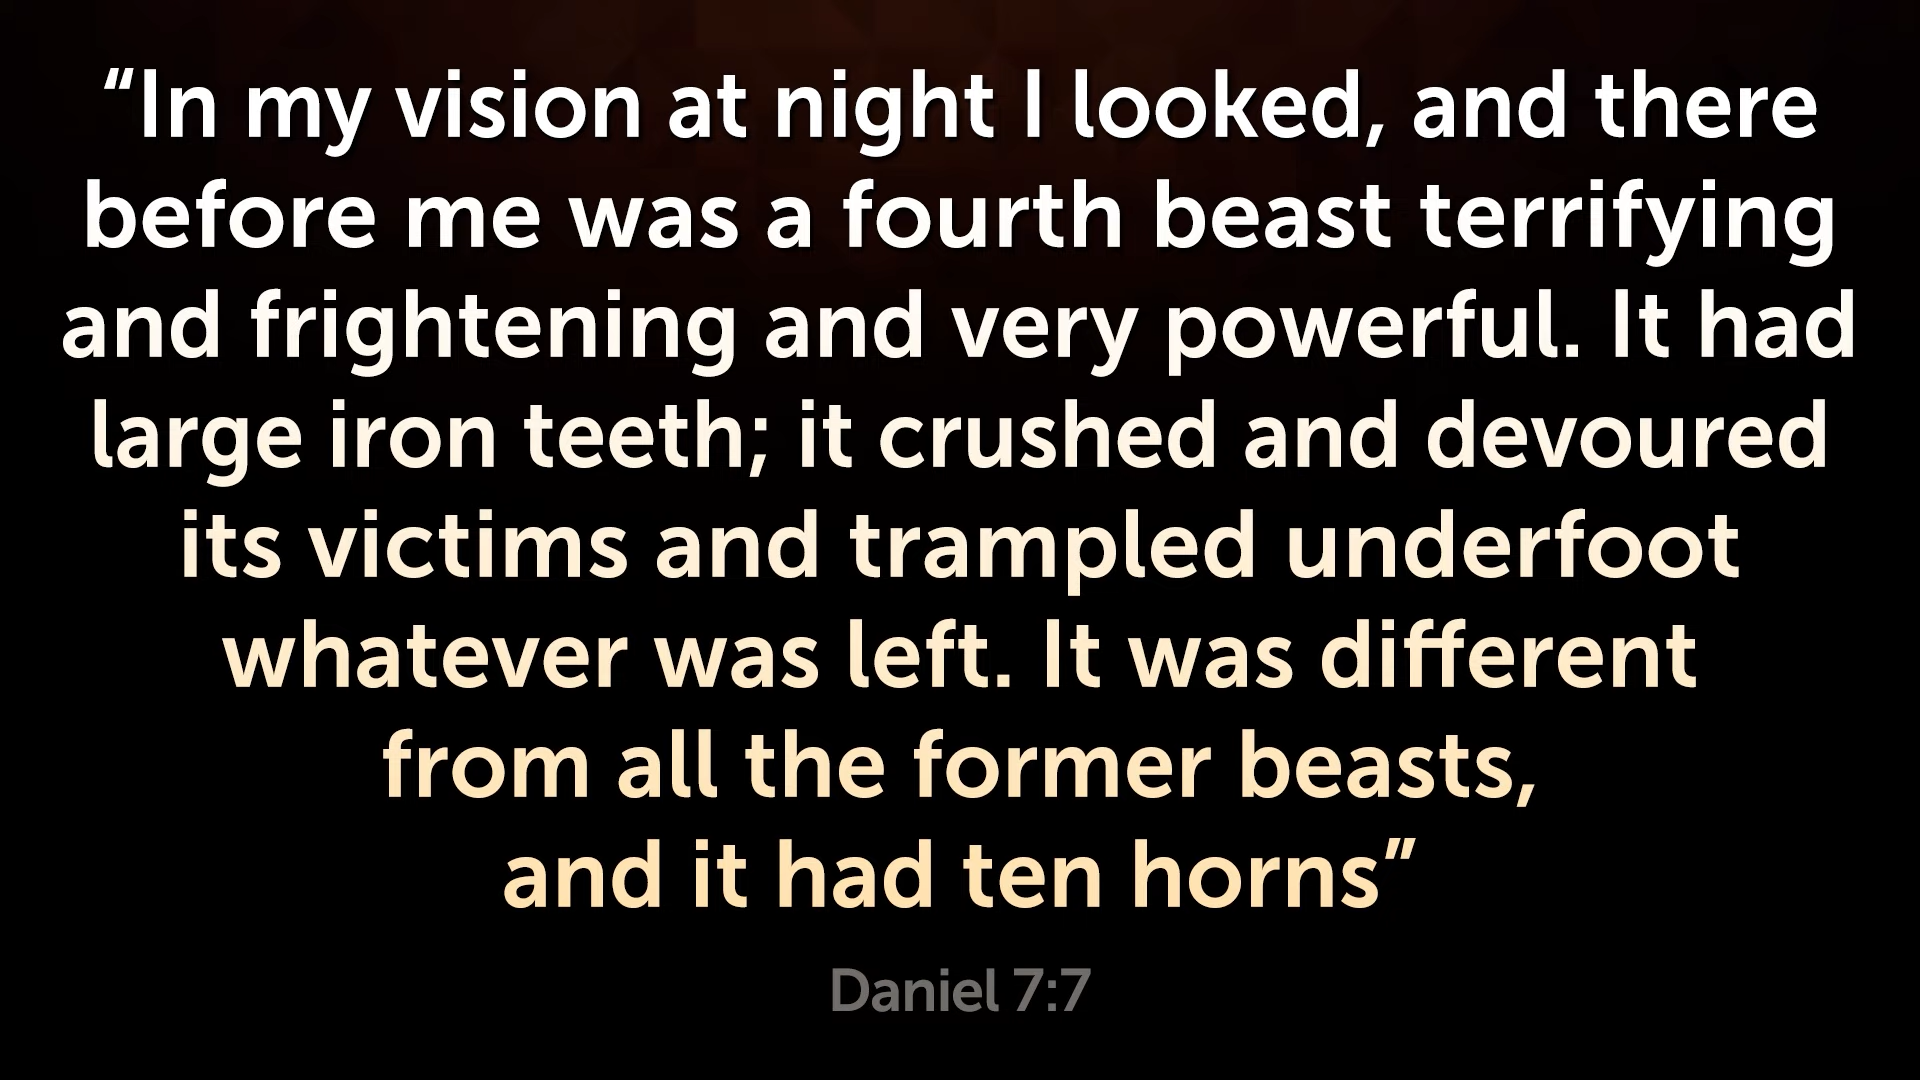 “In my vision at night I looked, and there
before me was a fourth beast terrifying
and frightening and very powerful. It had
large iron teeth; it crushed and devoured
its victims and trampled underfoot
whatever was left. It was different
from all the former beasts,
and it had ten horns”
Daniel 7:7